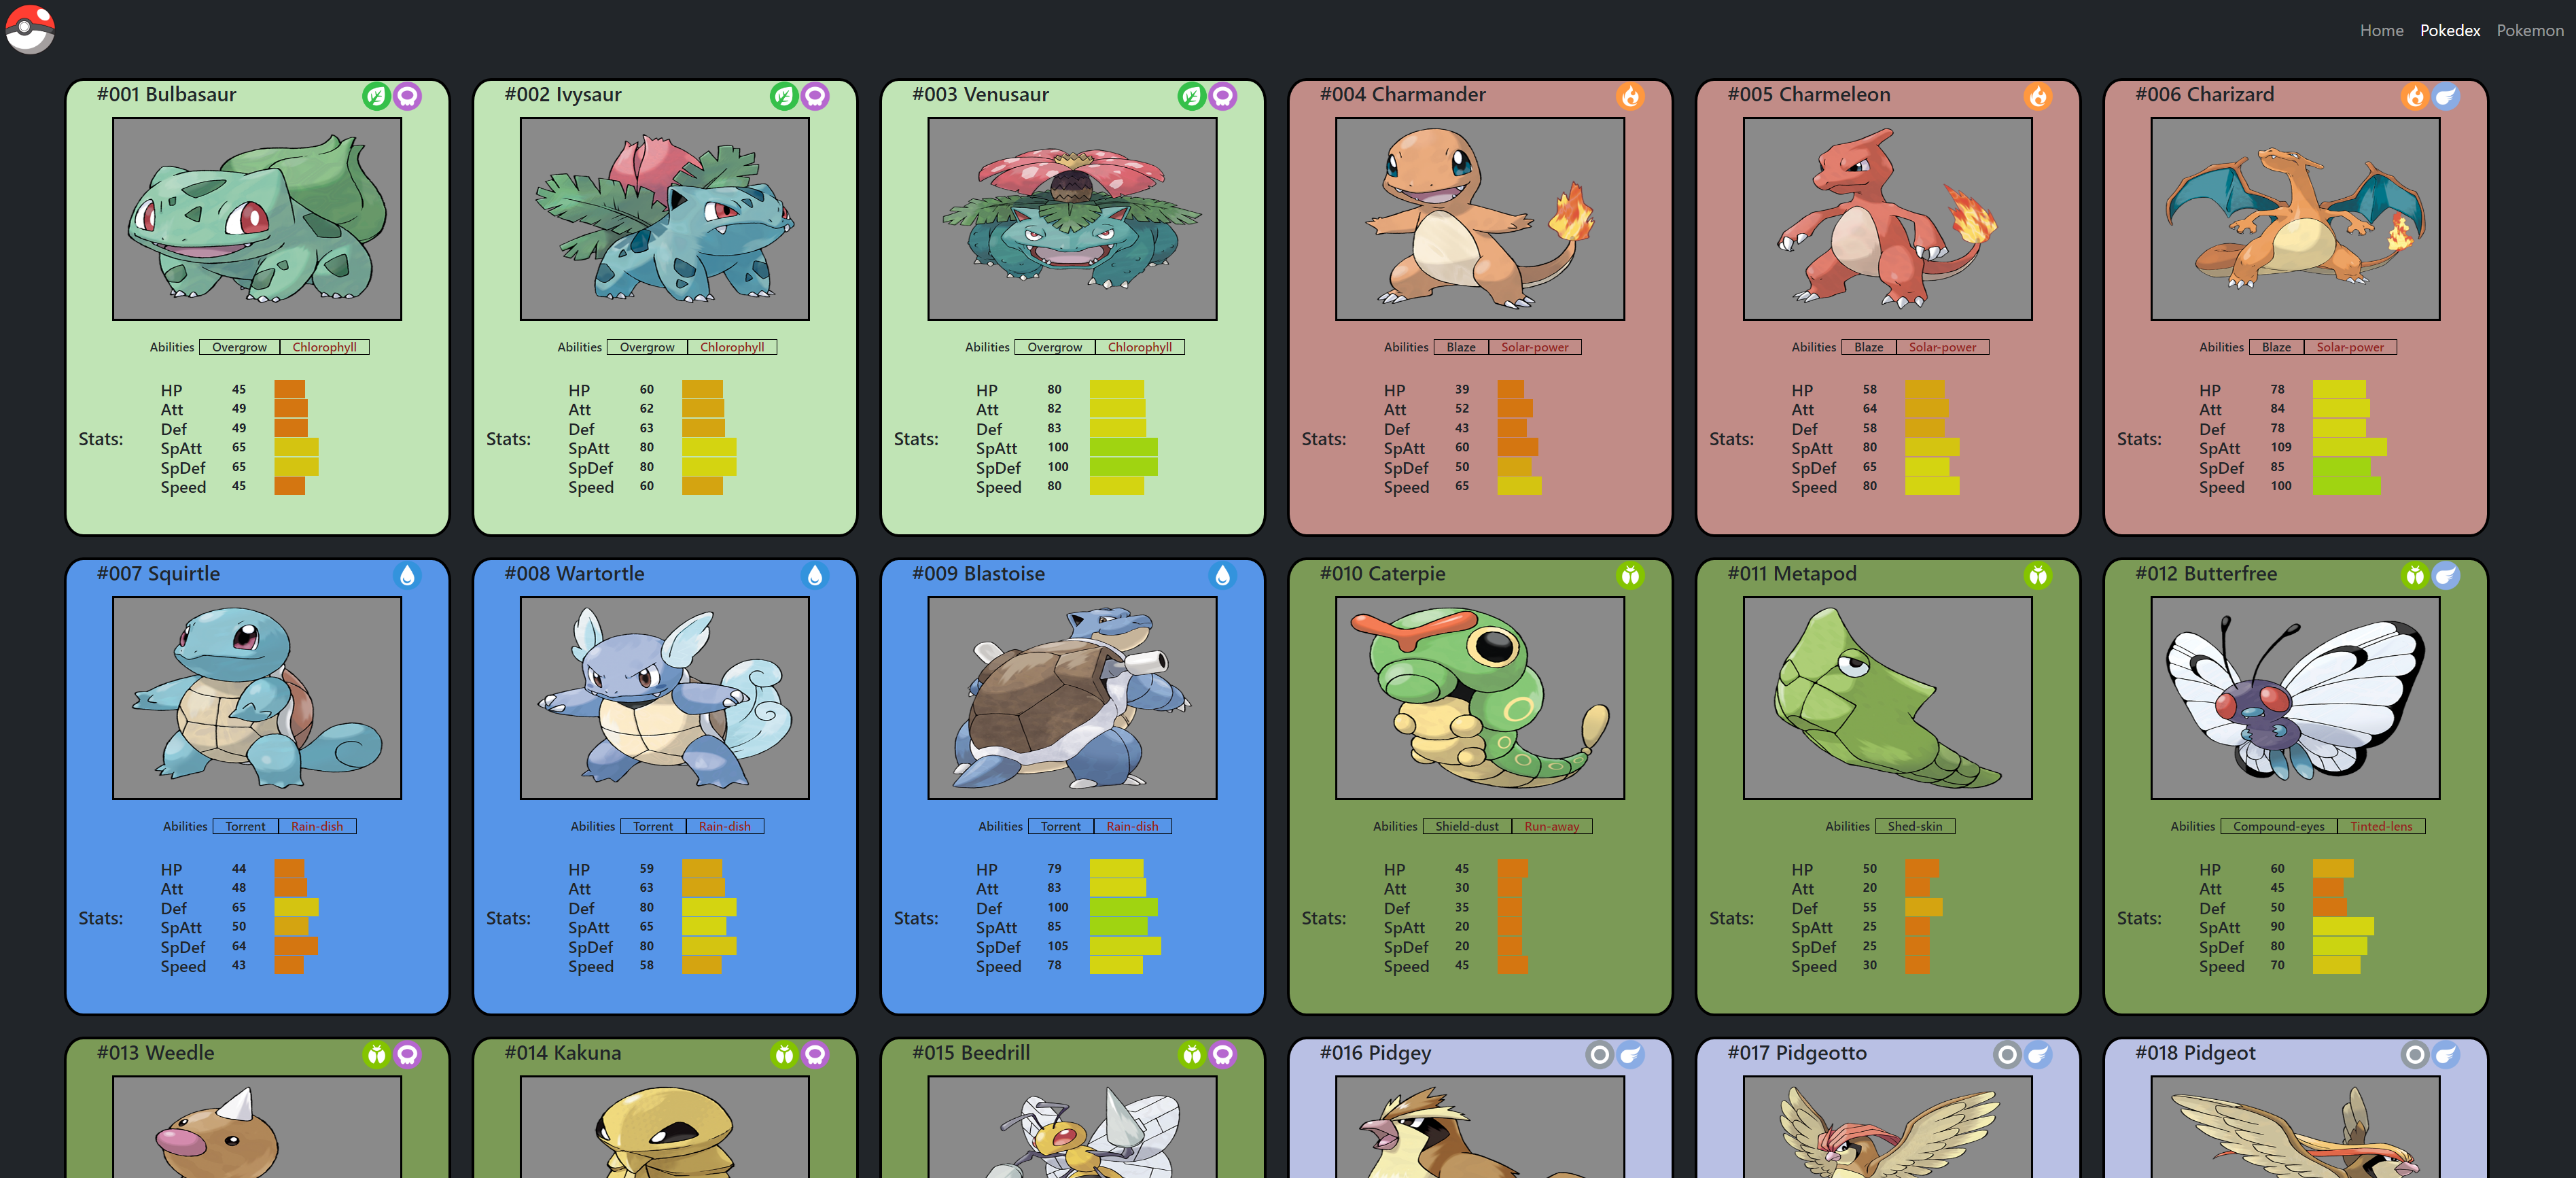 Home Pokedex Pokemon
#001 Bulbasaur
Abilities Overgrow Chlorophyll
Stats:
HP 45
Att 49
Def 49
SpAtt 65
SpDef 65
Speed 45
#002 Ivysaur
Abilities Overgrow Chlorophyll
Stats:
HP 60
Att 62
Def 63
SpAtt 80
SpDef 80
Speed 60
#003 Venusaur
Abilities Overgrow Chlorophyll
Stats:
HP 80
Att 82
Def 83
SpAtt 100
SpDef 100
Speed 80
#004 Charmander
Abilities Blaze Solar-power
Stats:
HP 39
Att 52
Def 43
SpAtt 60
SpDef 50
Speed 65
#005 Charmeleon
Abilities Blaze Solar-power
Stats:
HP 58
Att 64
Def 58
SpAtt 80
SpDef 65
Speed 80
#006 Charizard
Abilities Blaze Solar-power
Stats:
HP 78
Att 84
Def 78
SpAtt 109
SpDef 85
Speed 100
#007 Squirtle
Abilities Torrent Rain-dish
Stats:
HP 44
Att 48
Def 65
SpAtt 50
SpDef 64
Speed 43
#008 Wartortle
Abilities Torrent Rain-dish
Stats:
HP 59
Att 63
Def 80
SpAtt 65
SpDef 80
Speed 58
#009 Blastoise
Abilities Torrent Rain-dish
Stats:
HP 79
Att 83
Def 100
SpAtt 85
SpDef 105
Speed 78
#010 Caterpie
Abilities Shield-dust Run-away
Stats:
HP 45
Att 30
Def 35
SpAtt 20
SpDef 20
Speed 45
#011 Metapod
Abilities Shed-skin
Stats:
HP 50
Att 20
Def 55
SpAtt 25
SpDef 25
Speed 30
#012 Butterfree
Abilities Compound-eyes Tinted-lens
Stats:
HP 60
Att 45
Def 50
SpAtt 90
SpDef 80
Speed 70
#013 Weedle
#014 Kakuna
#015 Beedrill
#016 Pidgey
#017 Pidgeotto
#018 Pidgeot